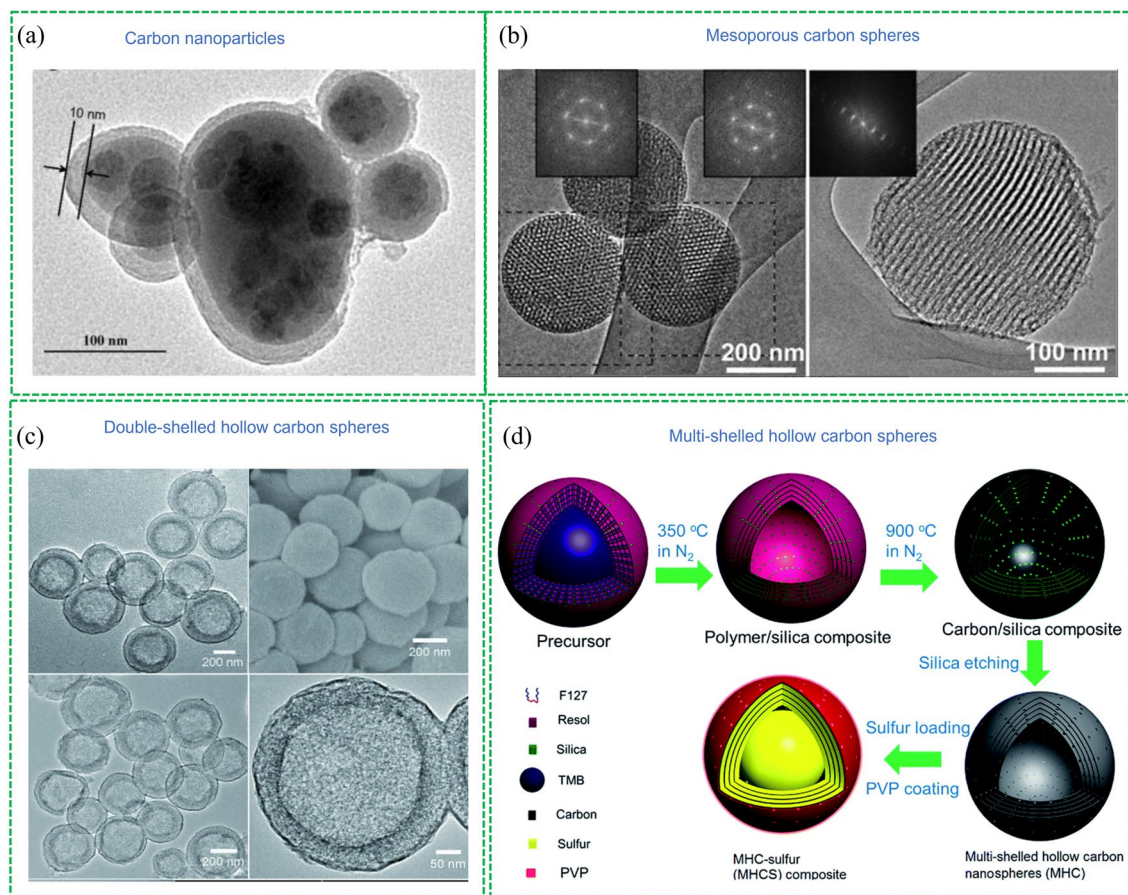 (a)
Carbon nanoparticles
10 nm
100 nm
(b)
Mesoporous carbon spheres
200 nm
100 nm
(c)
Double-shelled hollow carbon spheres
200 nm
200 nm
200 nm
50 nm
(d)
Multi-shelled hollow carbon spheres
350 °C
in N₂
900 °C
in N₂
Precursor
Polymer/silica composite
Carbon/silica composite
Silica etching
F127
Resol
Silica
TMB
Carbon
Sulfur
PVP
Sulfur loading
PVP coating
MHC-sulfur
(MHCS) composite
Multi-shelled hollow carbon
nanospheres (MHC)